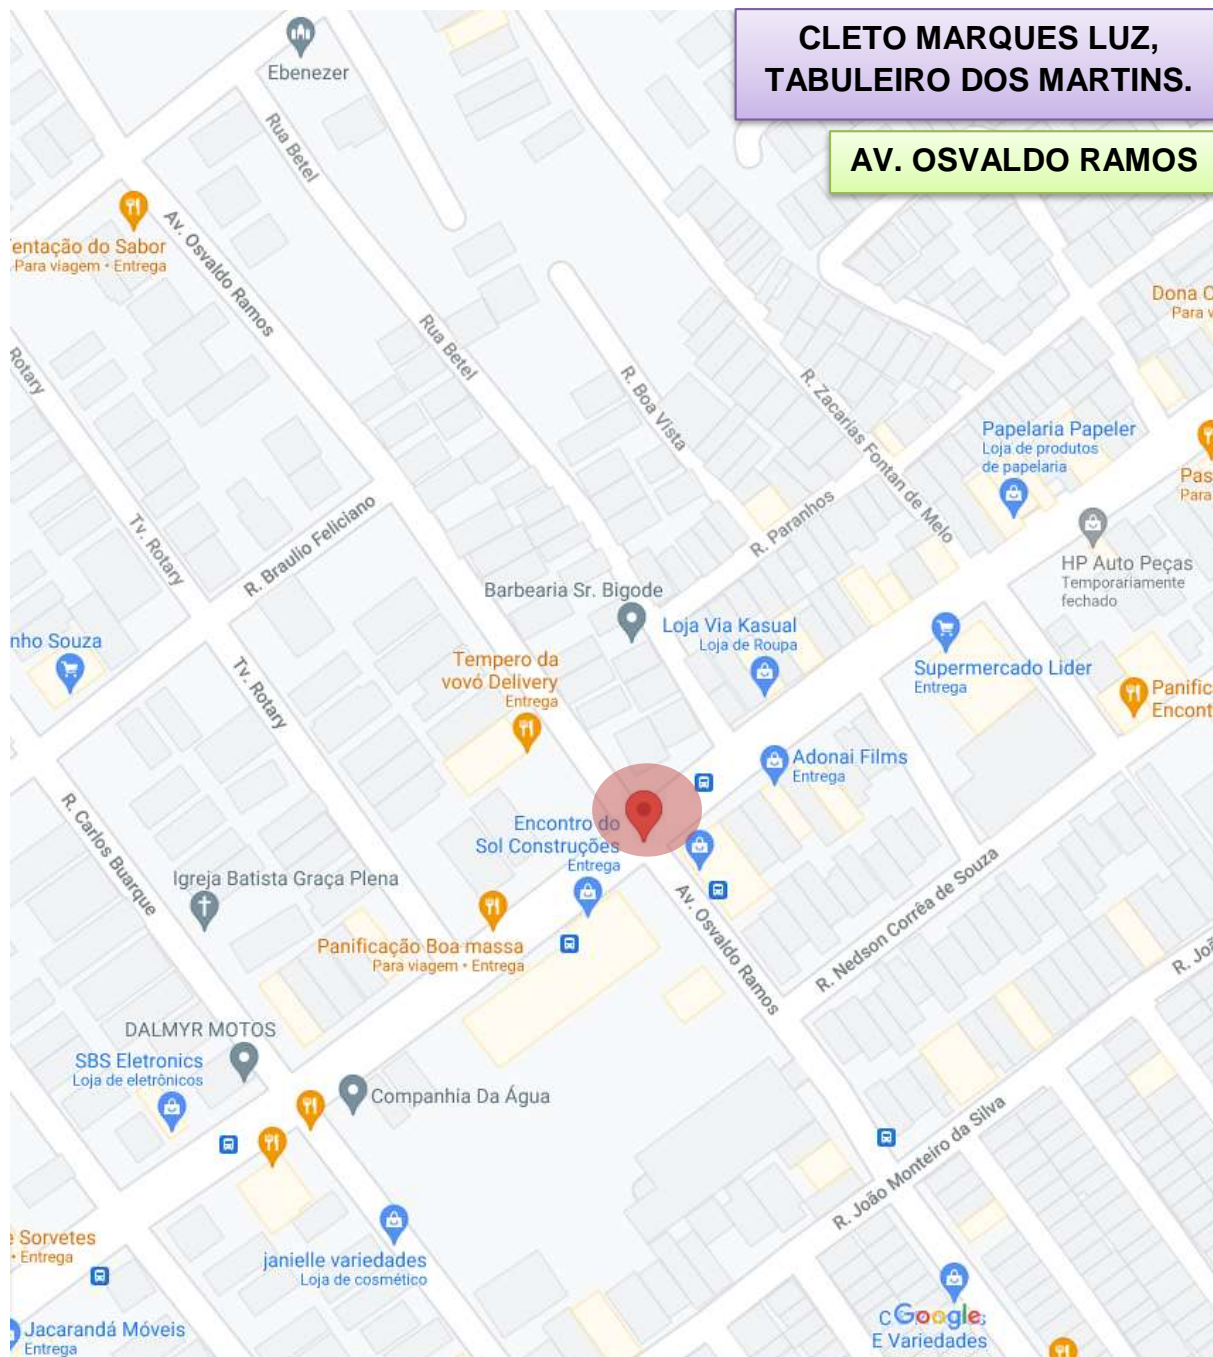 CLETO MARQUES LUZ,
TABULEIRO DOS MARTINS.
AV. OSVALDO RAMOS
Ebenezer
Rua Betel
Av. Osvaldo Ramos
entação do Sabor
Para viagem • Entrega
Dona C
Para v
Rotary
Rua Betel
R. Boa Vista
R. Zacarias Fontan de Melo
Papelaria Papeler
Loja de produtos
de papelaria
Pas
Para
Tv. Rotary
R. Braulio Feliciano
R. Paranhos
HP Auto Peças
Temporariamente
fechado
Barbearia Sr. Bigode
Loja Via Kasual
Loja de Roupa
nho Souza
Tv. Rotary
Tempero da
vovó Delivery
Entrega
Supermercado Lider
Entrega
Panific
Encont
Adonai Films
Entrega
R. Carlos Buarque
Encontro do
Sol Construções
Entrega
Igreja Batista Graça Plena
Av. Osvaldo Ramos
R. Nedson Corrêa de Souza
Panificação Boa massa
Para viagem • Entrega
R. Joã
DALMYR MOTOS
SBS Eletronics
Loja de eletrônicos
Companhia Da Água
R. João Monteiro da Silva
Sorvetes
• Entrega
janielle variedades
Loja de cosmético
Google
E Variedades
Jacarandá Móveis
Entrega